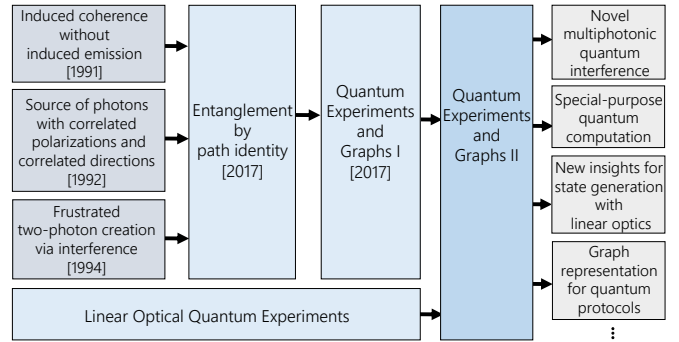 Induced coherence
without
induced emission
[1991]
Source of photons
with correlated
polarizations and
correlated directions
[1992]
Frustrated
two-photon creation
via interference
[1994]
Entanglement
by
path identity
[2017]
Quantum
Experiments
and
Graphs I
[2017]
Linear Optical Quantum Experiments
Quantum
Experiments
and
Graphs II
Novel
multiphotonic
quantum
interference
Special-purpose
quantum
computation
New insights for
state generation
with
linear optics
Graph
representation
for quantum
protocols
⋮